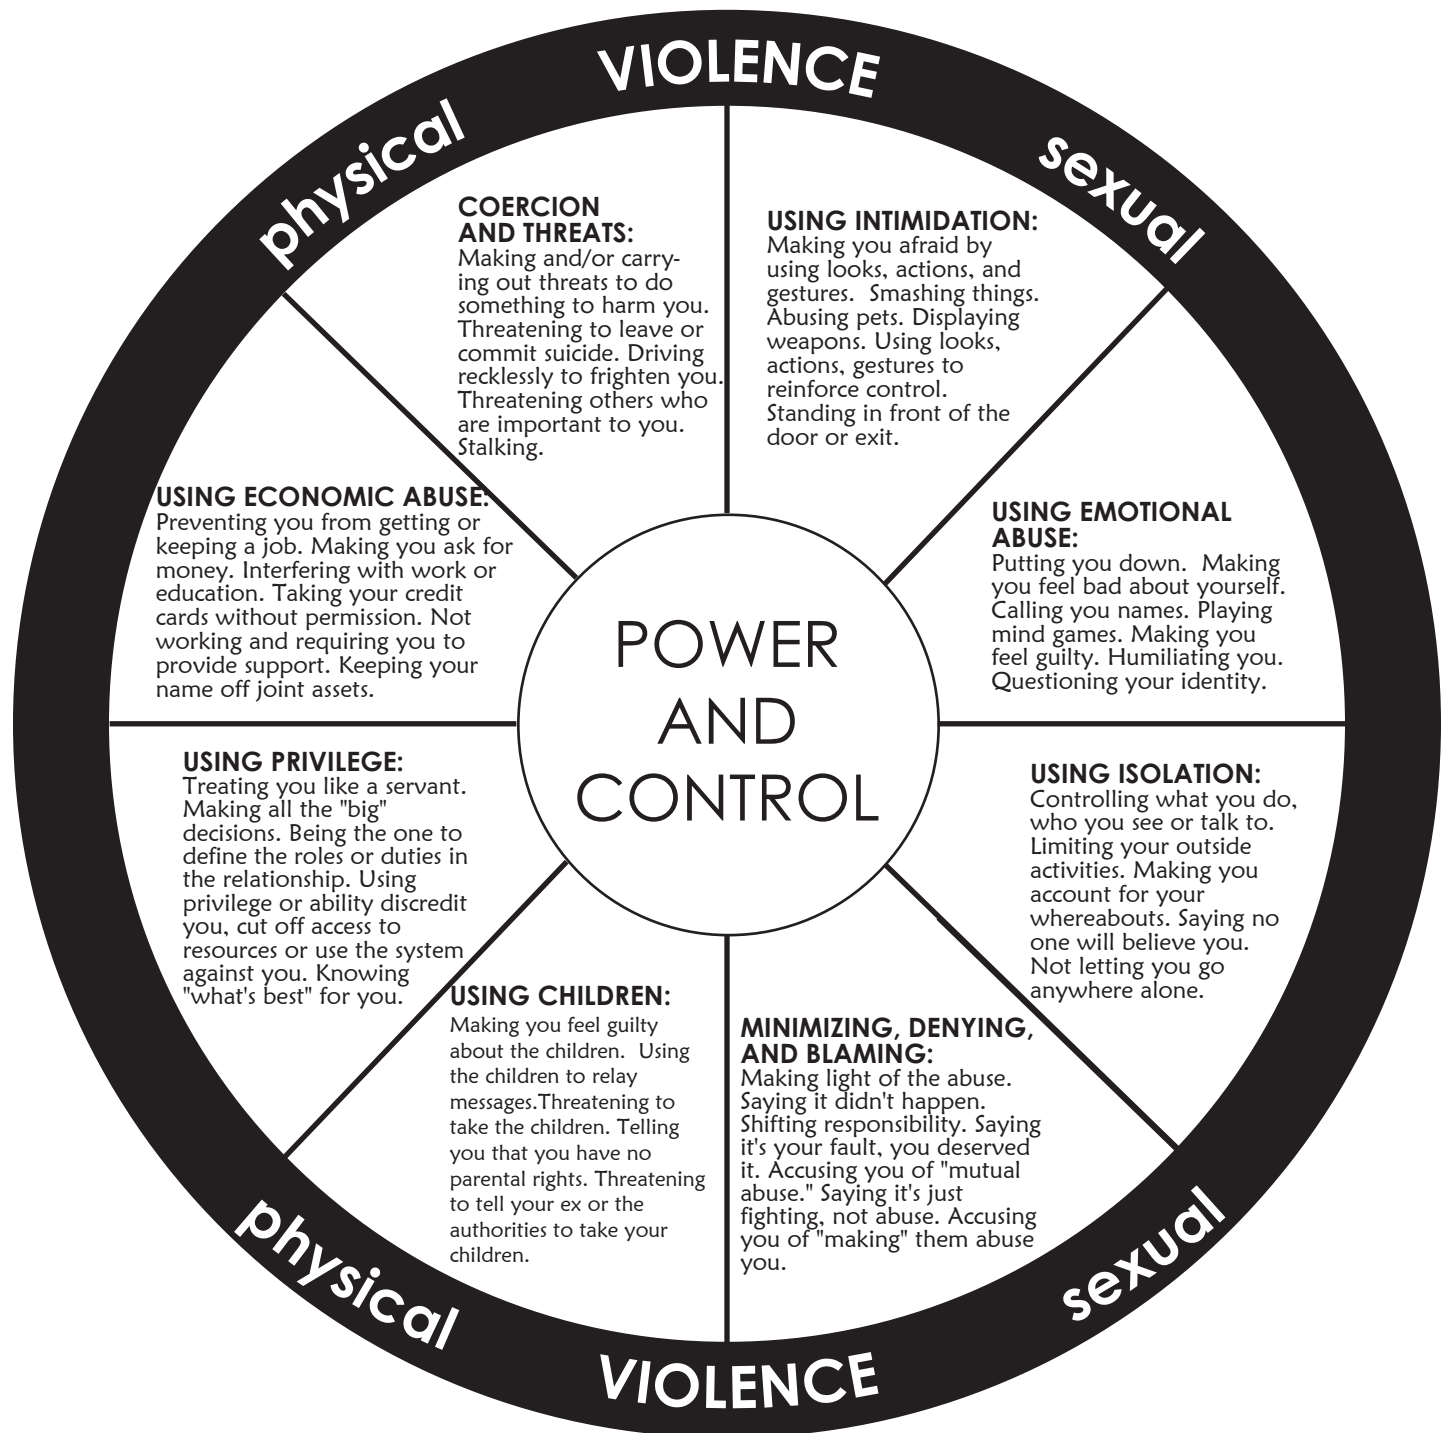 VIOLENCE
physical
sexual
COERCION
AND THREATS:
Making and/or carry-
ing out threats to do
something to harm you.
Threatening to leave or
commit suicide. Driving
recklessly to frighten you.
Threatening others who
are important to you.
Stalking.
USING INTIMIDATION:
Making you afraid by
using looks, actions, and
gestures.  Smashing things.
Abusing pets. Displaying
weapons. Using looks,
actions, gestures to
reinforce control.
Standing in front of the
door or exit.
USING ECONOMIC ABUSE:
Preventing you from getting or
keeping a job. Making you ask for
money. Interfering with work or
education. Taking your credit
cards without permission. Not
working and requiring you to
provide support. Keeping your
name off joint assets.
USING EMOTIONAL
ABUSE:
Putting you down.  Making
you feel bad about yourself.
Calling you names. Playing
mind games. Making you
feel guilty. Humiliating you.
Questioning your identity.
POWER
AND
CONTROL
USING PRIVILEGE:
Treating you like a servant.
Making all the "big"
decisions. Being the one to
define the roles or duties in
the relationship. Using
privilege or ability discredit
you, cut off access to
resources or use the system
against you. Knowing
"what's best" for you.
USING ISOLATION:
Controlling what you do,
who you see or talk to.
Limiting your outside
activities. Making you
account for your
whereabouts. Saying no
one will believe you.
Not letting you go
anywhere alone.
USING CHILDREN:
Making you feel guilty
about the children.  Using
the children to relay
messages.Threatening to
take the children. Telling
you that you have no
parental rights. Threatening
to tell your ex or the
authorities to take your
children.
MINIMIZING, DENYING,
AND BLAMING:
Making light of the abuse.
Saying it didn't happen.
Shifting responsibility. Saying
it's your fault, you deserved
it. Accusing you of "mutual
abuse." Saying it's just
fighting, not abuse. Accusing
you of "making" them abuse
you.
physical
sexual
VIOLENCE